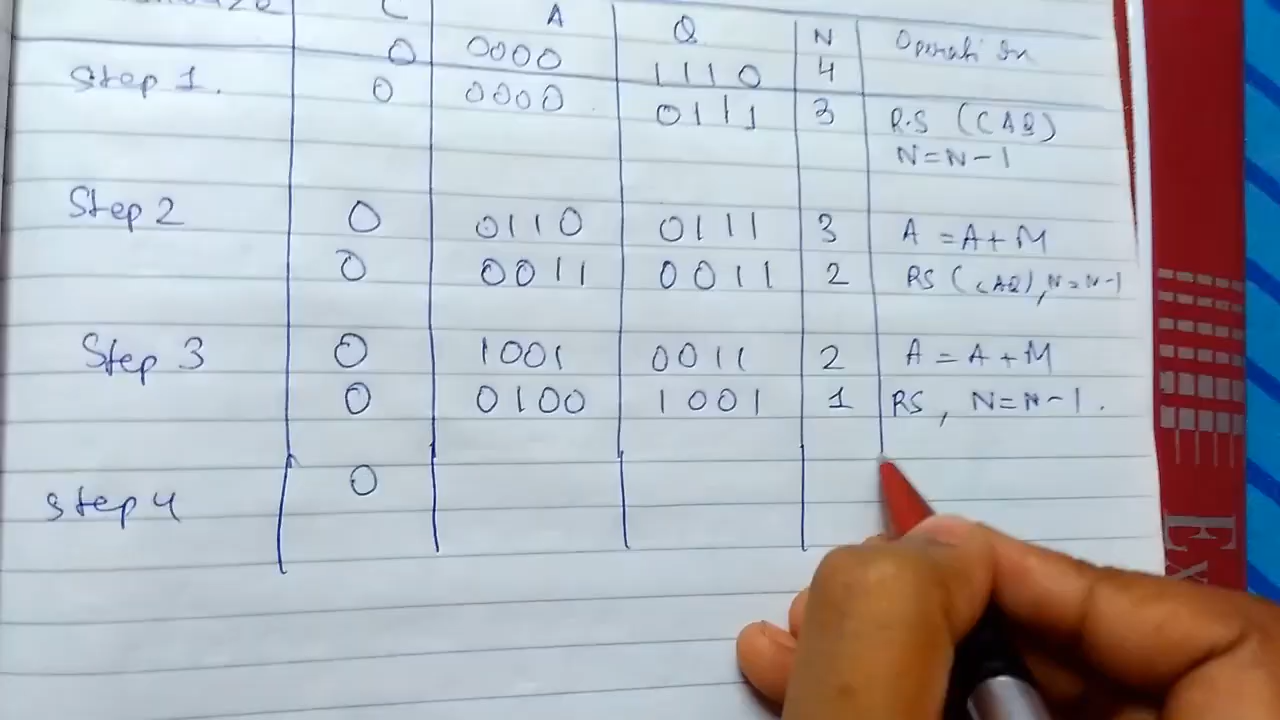 C A Q N Operation
0 0000 1110 4
Step 1. 0 0000 0111 3 R.S (CAQ)
N=N-1
Step 2 0 0110 0111 3 A = A+M
0 0011 0011 2 RS (CAQ), N=N-1
Step 3 0 1001 0011 2 A = A+M
0 0100 1001 1 RS, N=N-1.
Step 4 0
Ex